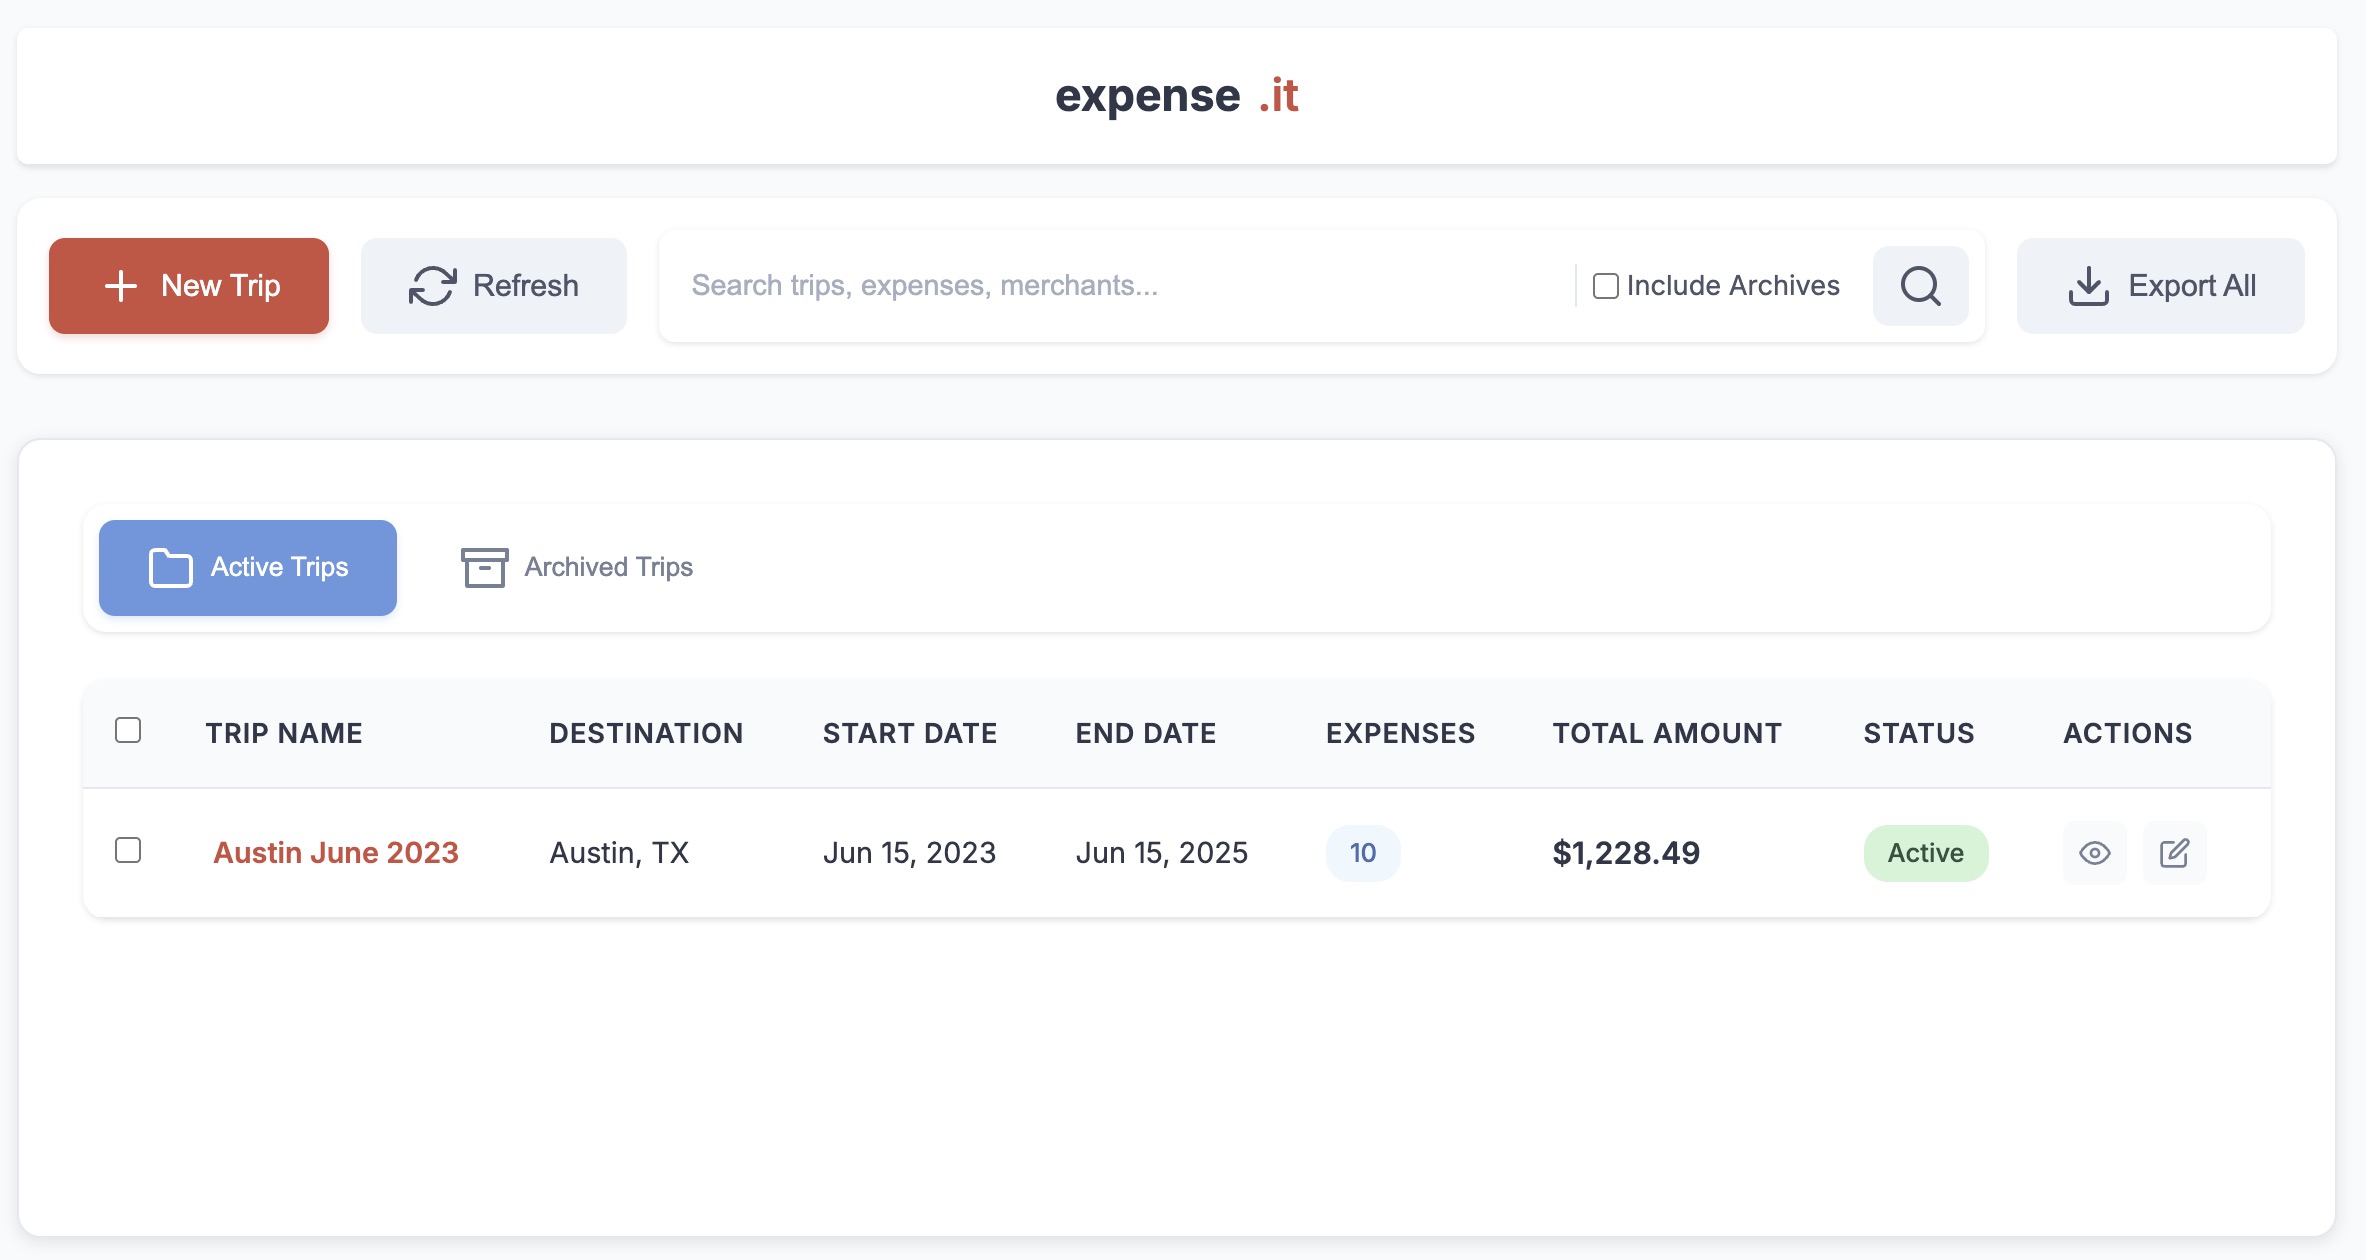 expense .it
New Trip Refresh Search trips, expenses, merchants... Include Archives Export All
Active Trips Archived Trips
TRIP NAME DESTINATION START DATE END DATE EXPENSES TOTAL AMOUNT STATUS ACTIONS
Austin June 2023 Austin, TX Jun 15, 2023 Jun 15, 2025 10 $1,228.49 Active